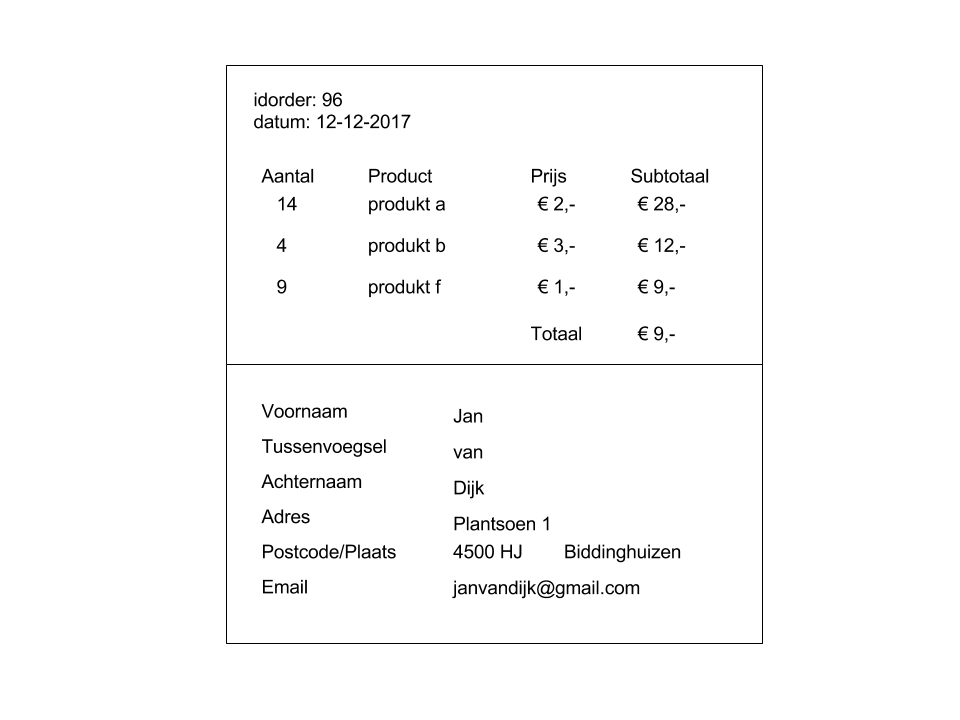 idorder: 96
datum: 12-12-2017
Aantal Product Prijs Subtotaal
14 produkt a € 2,- € 28,-
4 produkt b € 3,- € 12,-
9 produkt f € 1,- € 9,-
Totaal € 9,-
Voornaam Jan
Tussenvoegsel van
Achternaam Dijk
Adres Plantsoen 1
Postcode/Plaats 4500 HJ Biddinghuizen
Email janvandijk@gmail.com